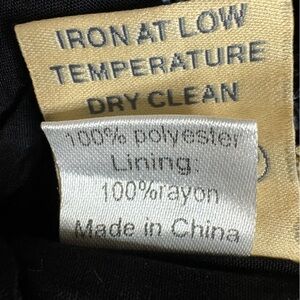 IRON AT LOW
TEMPERATURE
DRY CLEAN
100% polyester
Lining:
100%rayon
Made in China